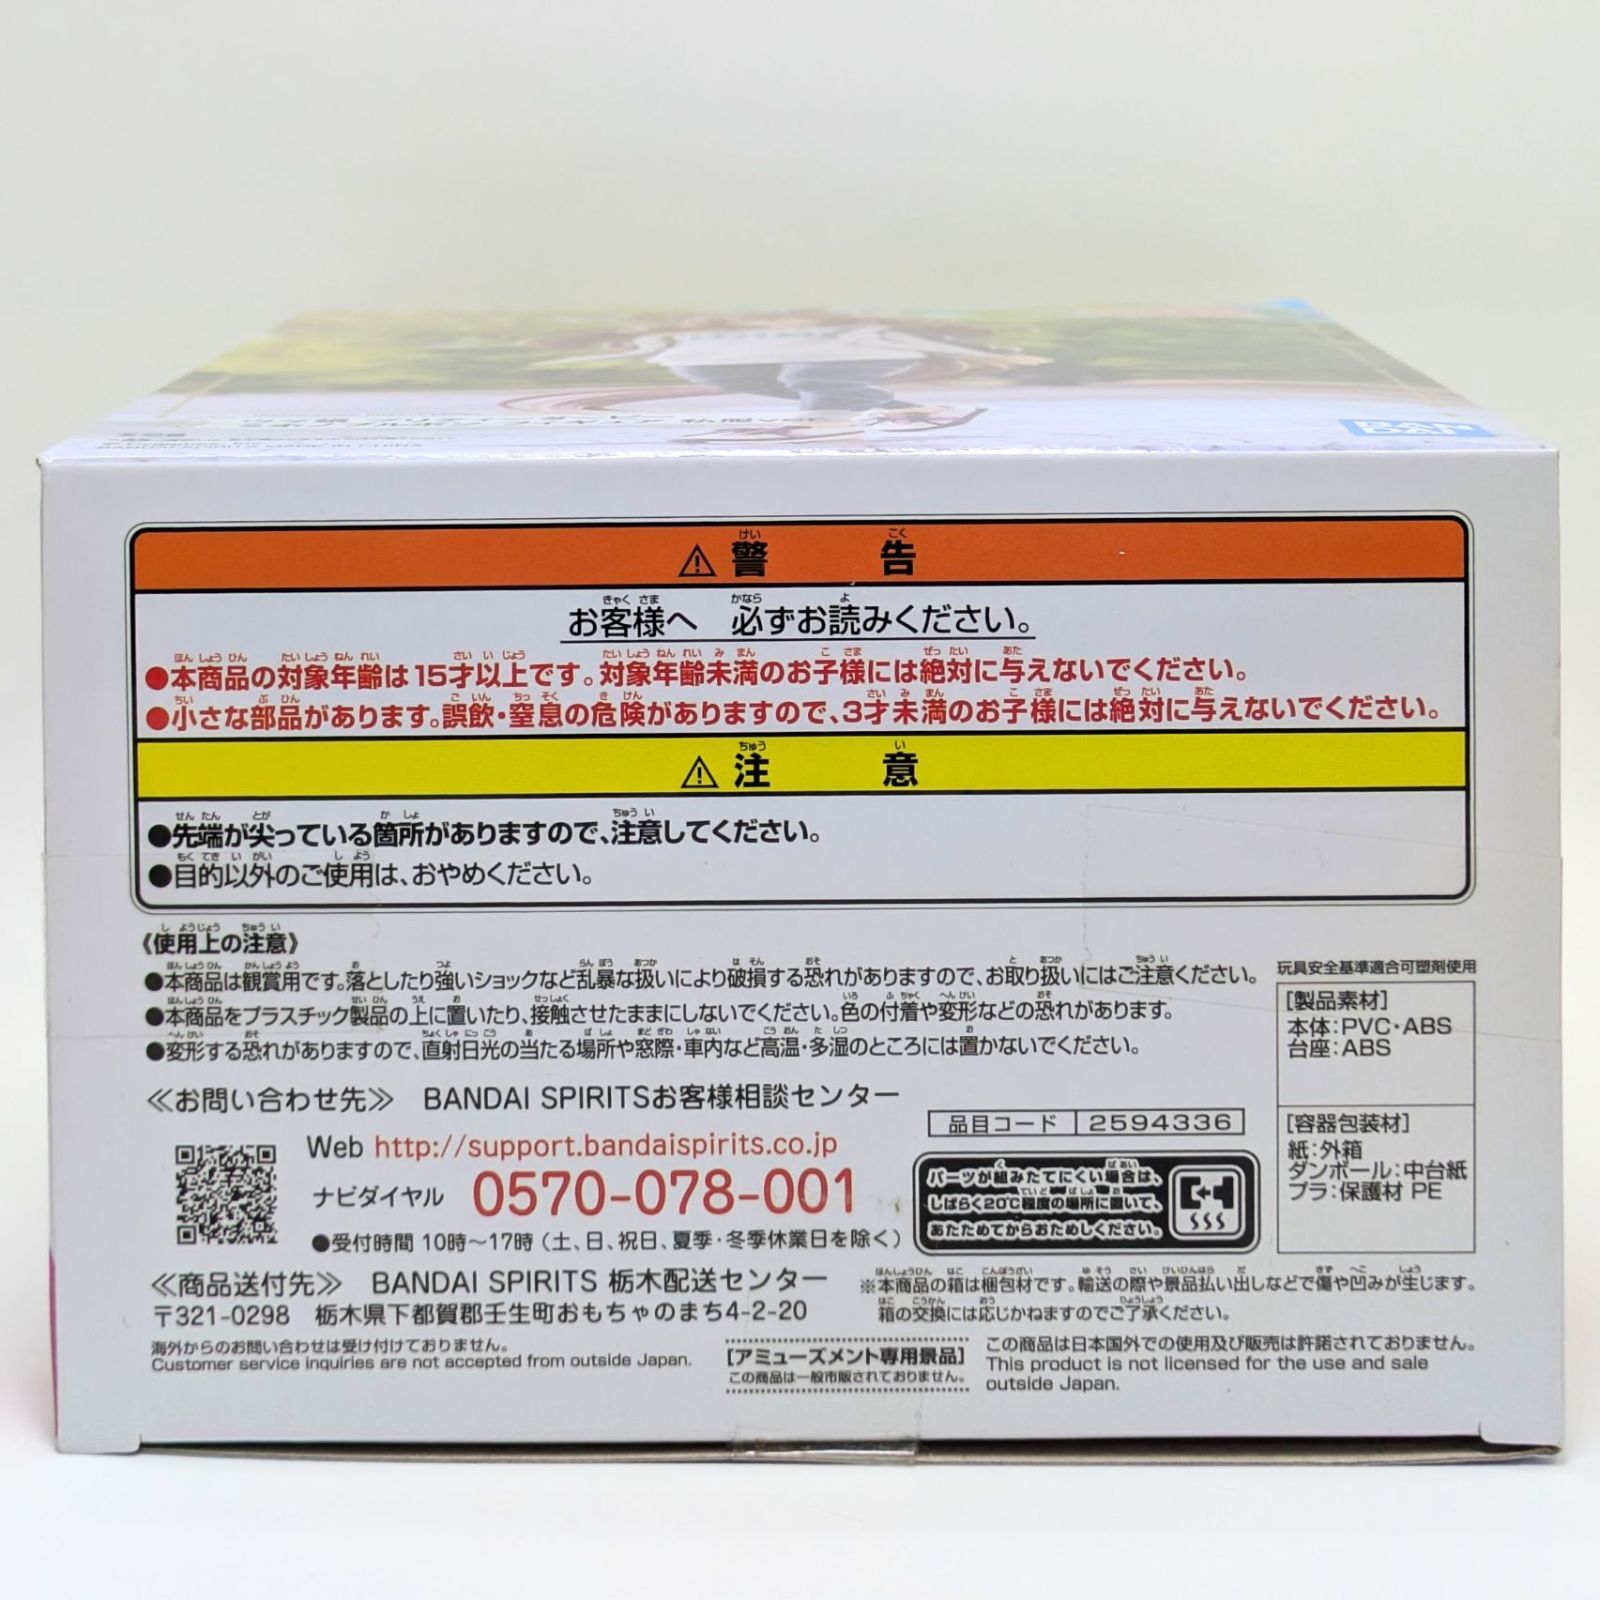 BANDAI
警告
お客様へ 必ずお読みください。
●本商品の対象年齢は15才以上です。対象年齢未満のお子様には絶対に与えないでください。
●小さな部品があります。誤飲・窒息の危険がありますので、3才未満のお子様には絶対に与えないでください。
注意
●先端が尖っている箇所がありますので、注意してください。
●目的以外のご使用は、おやめください。
《使用上の注意》
●本商品は観賞用です。落としたり強いショックなど乱暴な扱いにより破損する恐れがありますので、お取り扱いにはご注意ください。
●本商品をプラスチック製品の上に置いたり、接触させたままにしないでください。色の付着や変形などの恐れがあります。
●変形する恐れがありますので、直射日光の当たる場所や窓際・車内など高温・多湿のところには置かないでください。
玩具安全基準適合可塑剤使用
[製品素材]
本体:PVC・ABS
台座:ABS
[容器包装材]
紙:外箱
ダンボール:中台紙
プラ:保護材 PE
≪お問い合わせ先≫ BANDAI SPIRITSお客様相談センター
Web http://support.bandaispirits.co.jp
ナビダイヤル 0570-078-001
●受付時間 10時～17時(土、日、祝日、夏季・冬季休業日を除く)
品目コード 2594336
パーツが組みたてにくい場合は、
しばらく20℃程度の場所に置いて、
あたためてからおためしください。
≪商品送付先≫ BANDAI SPIRITS 栃木配送センター
〒321-0298 栃木県下都賀郡壬生町おもちゃのまち4-2-20
※本商品の箱は梱包材です。輸送の際や景品払い出しなどで傷や凹みが生じます。
箱の交換には応じかねますのでご了承ください。
海外からのお問い合わせは受け付けておりません。
Customer service inquiries are not accepted from outside Japan.
[アミューズメント専用景品]
この商品は一般市販されておりません。
この商品は日本国外での使用及び販売は許諾されておりません。
This product is not licensed for the use and sale
outside Japan.